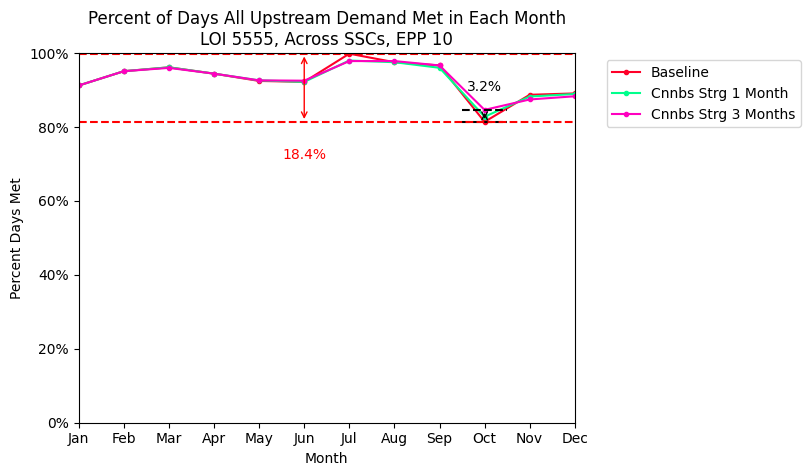 Percent of Days All Upstream Demand Met in Each Month
LOI 5555, Across SSCs, EPP 10
100%
80%
60%
40%
20%
0%
Percent Days Met
3.2%
18.4%
Jan Feb Mar Apr May Jun Jul Aug Sep Oct Nov Dec
Month
Baseline
Cnnbs Strg 1 Month
Cnnbs Strg 3 Months